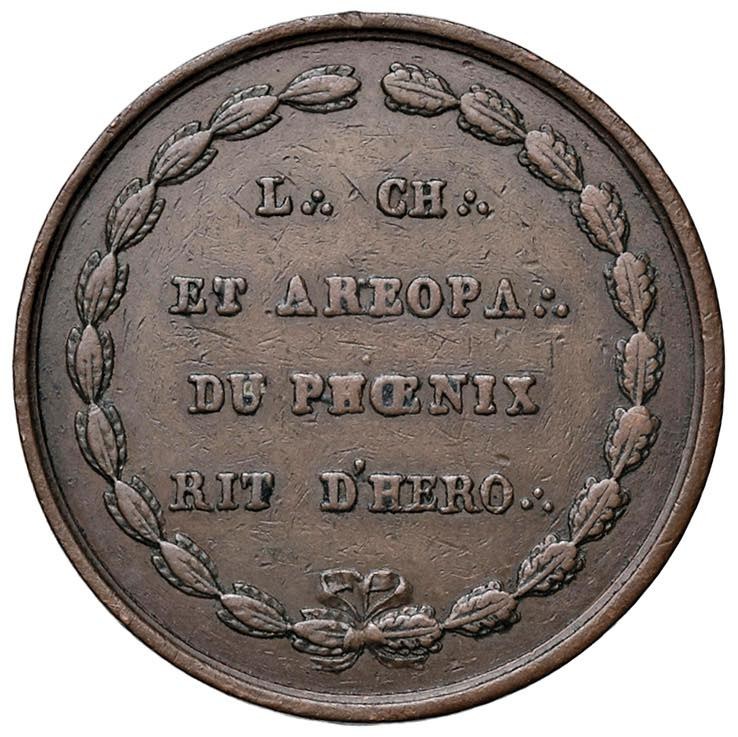 L∴ CH∴
ET AREOPA∴
DU PHŒNIX
RIT D'HERO∴